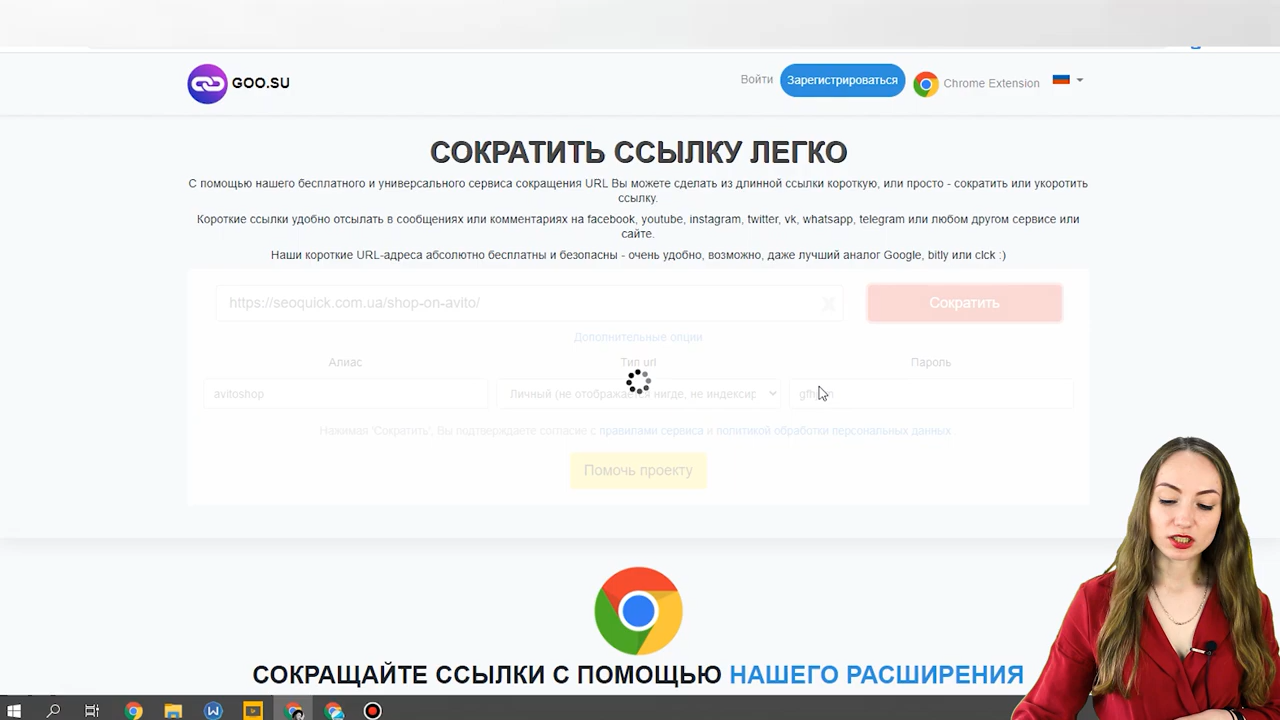 GOO.SU
Войти
Зарегистрироваться
Chrome Extension
СОКРАТИТЬ ССЫЛКУ ЛЕГКО
С помощью нашего бесплатного и универсального сервиса сокращения URL Вы можете сделать из длинной ссылки короткую, или просто - сократить или укоротить
ссылку.
Короткие ссылки удобно отсылать в сообщениях или комментариях на facebook, youtube, instagram, twitter, vk, whatsapp, telegram или любом другом сервисе или
сайте.
Наши короткие URL-адреса абсолютно бесплатны и безопасны - очень удобно, возможно, даже лучший аналог Google, bitly или clck :)
https://seoquick.com.ua/shop-on-avito/
Сократить
Дополнительные опции
Алиас
Тип url
Пароль
avitoshop
Личный (не отображается нигде, не индексир
Нажимая 'Сократить', Вы подтверждаете согласие с правилами сервиса и политикой обработки персональных данных.
Помочь проекту
СОКРАЩАЙТЕ ССЫЛКИ С ПОМОЩЬЮ НАШЕГО РАСШИРЕНИЯ